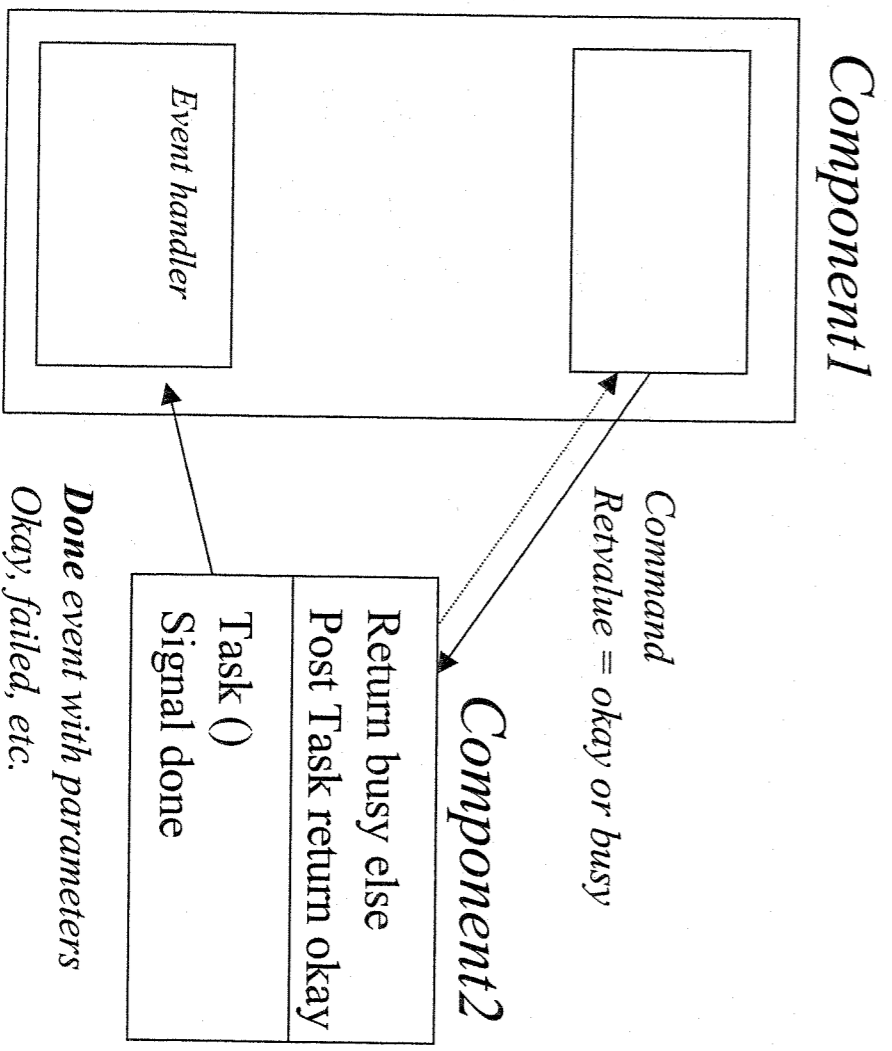 Component1
Event handler
Command
Retvalue = okay or busy
Component2
Return busy else
Post Task return okay
Task ()
Signal done
Done event with parameters
Okay, failed, etc.